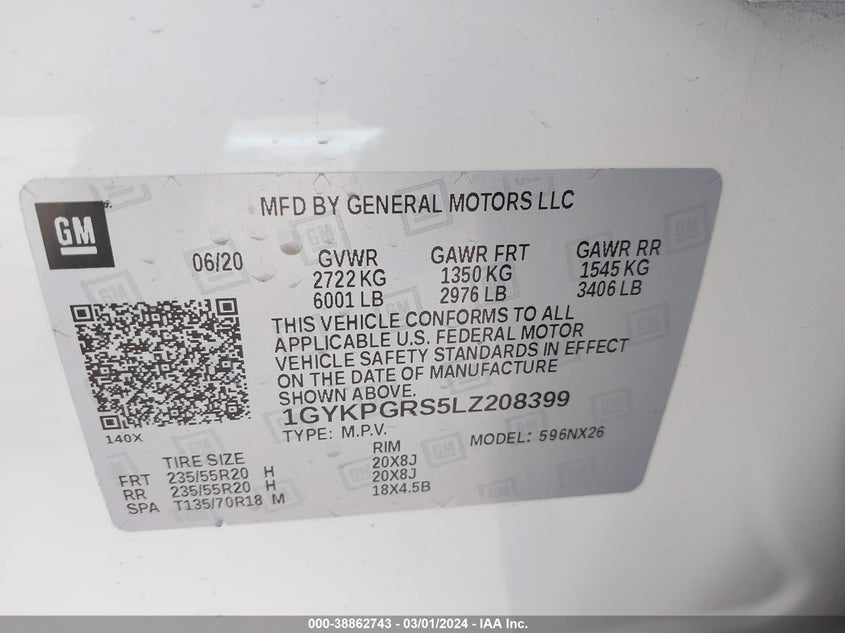 GM
MFD BY GENERAL MOTORS LLC
06/20
GVWR
2722 KG
6001 LB
GAWR FRT
1350 KG
2976 LB
GAWR RR
1545 KG
3406 LB
THIS VEHICLE CONFORMS TO ALL
APPLICABLE U.S. FEDERAL MOTOR
VEHICLE SAFETY STANDARDS IN EFFECT
ON THE DATE OF MANUFACTURE
SHOWN ABOVE.
1GYKPGRS5LZ208399
140X
TYPE: M.P.V.
MODEL: 596NX26
TIRE SIZE
RIM
FRT 235/55R20 H 20X8J
RR 235/55R20 H 20X8J
SPA T135/70R18 M 18X4.5B
000-38862743 - 03/01/2024 - IAA Inc.